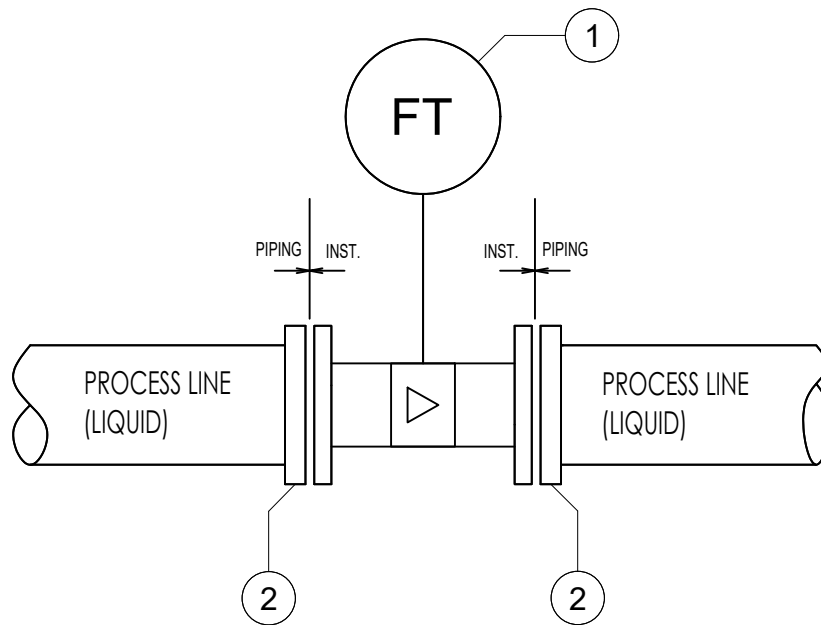 1
FT
PIPING INST. INST. PIPING
PROCESS LINE
(LIQUID)
PROCESS LINE
(LIQUID)
2 2